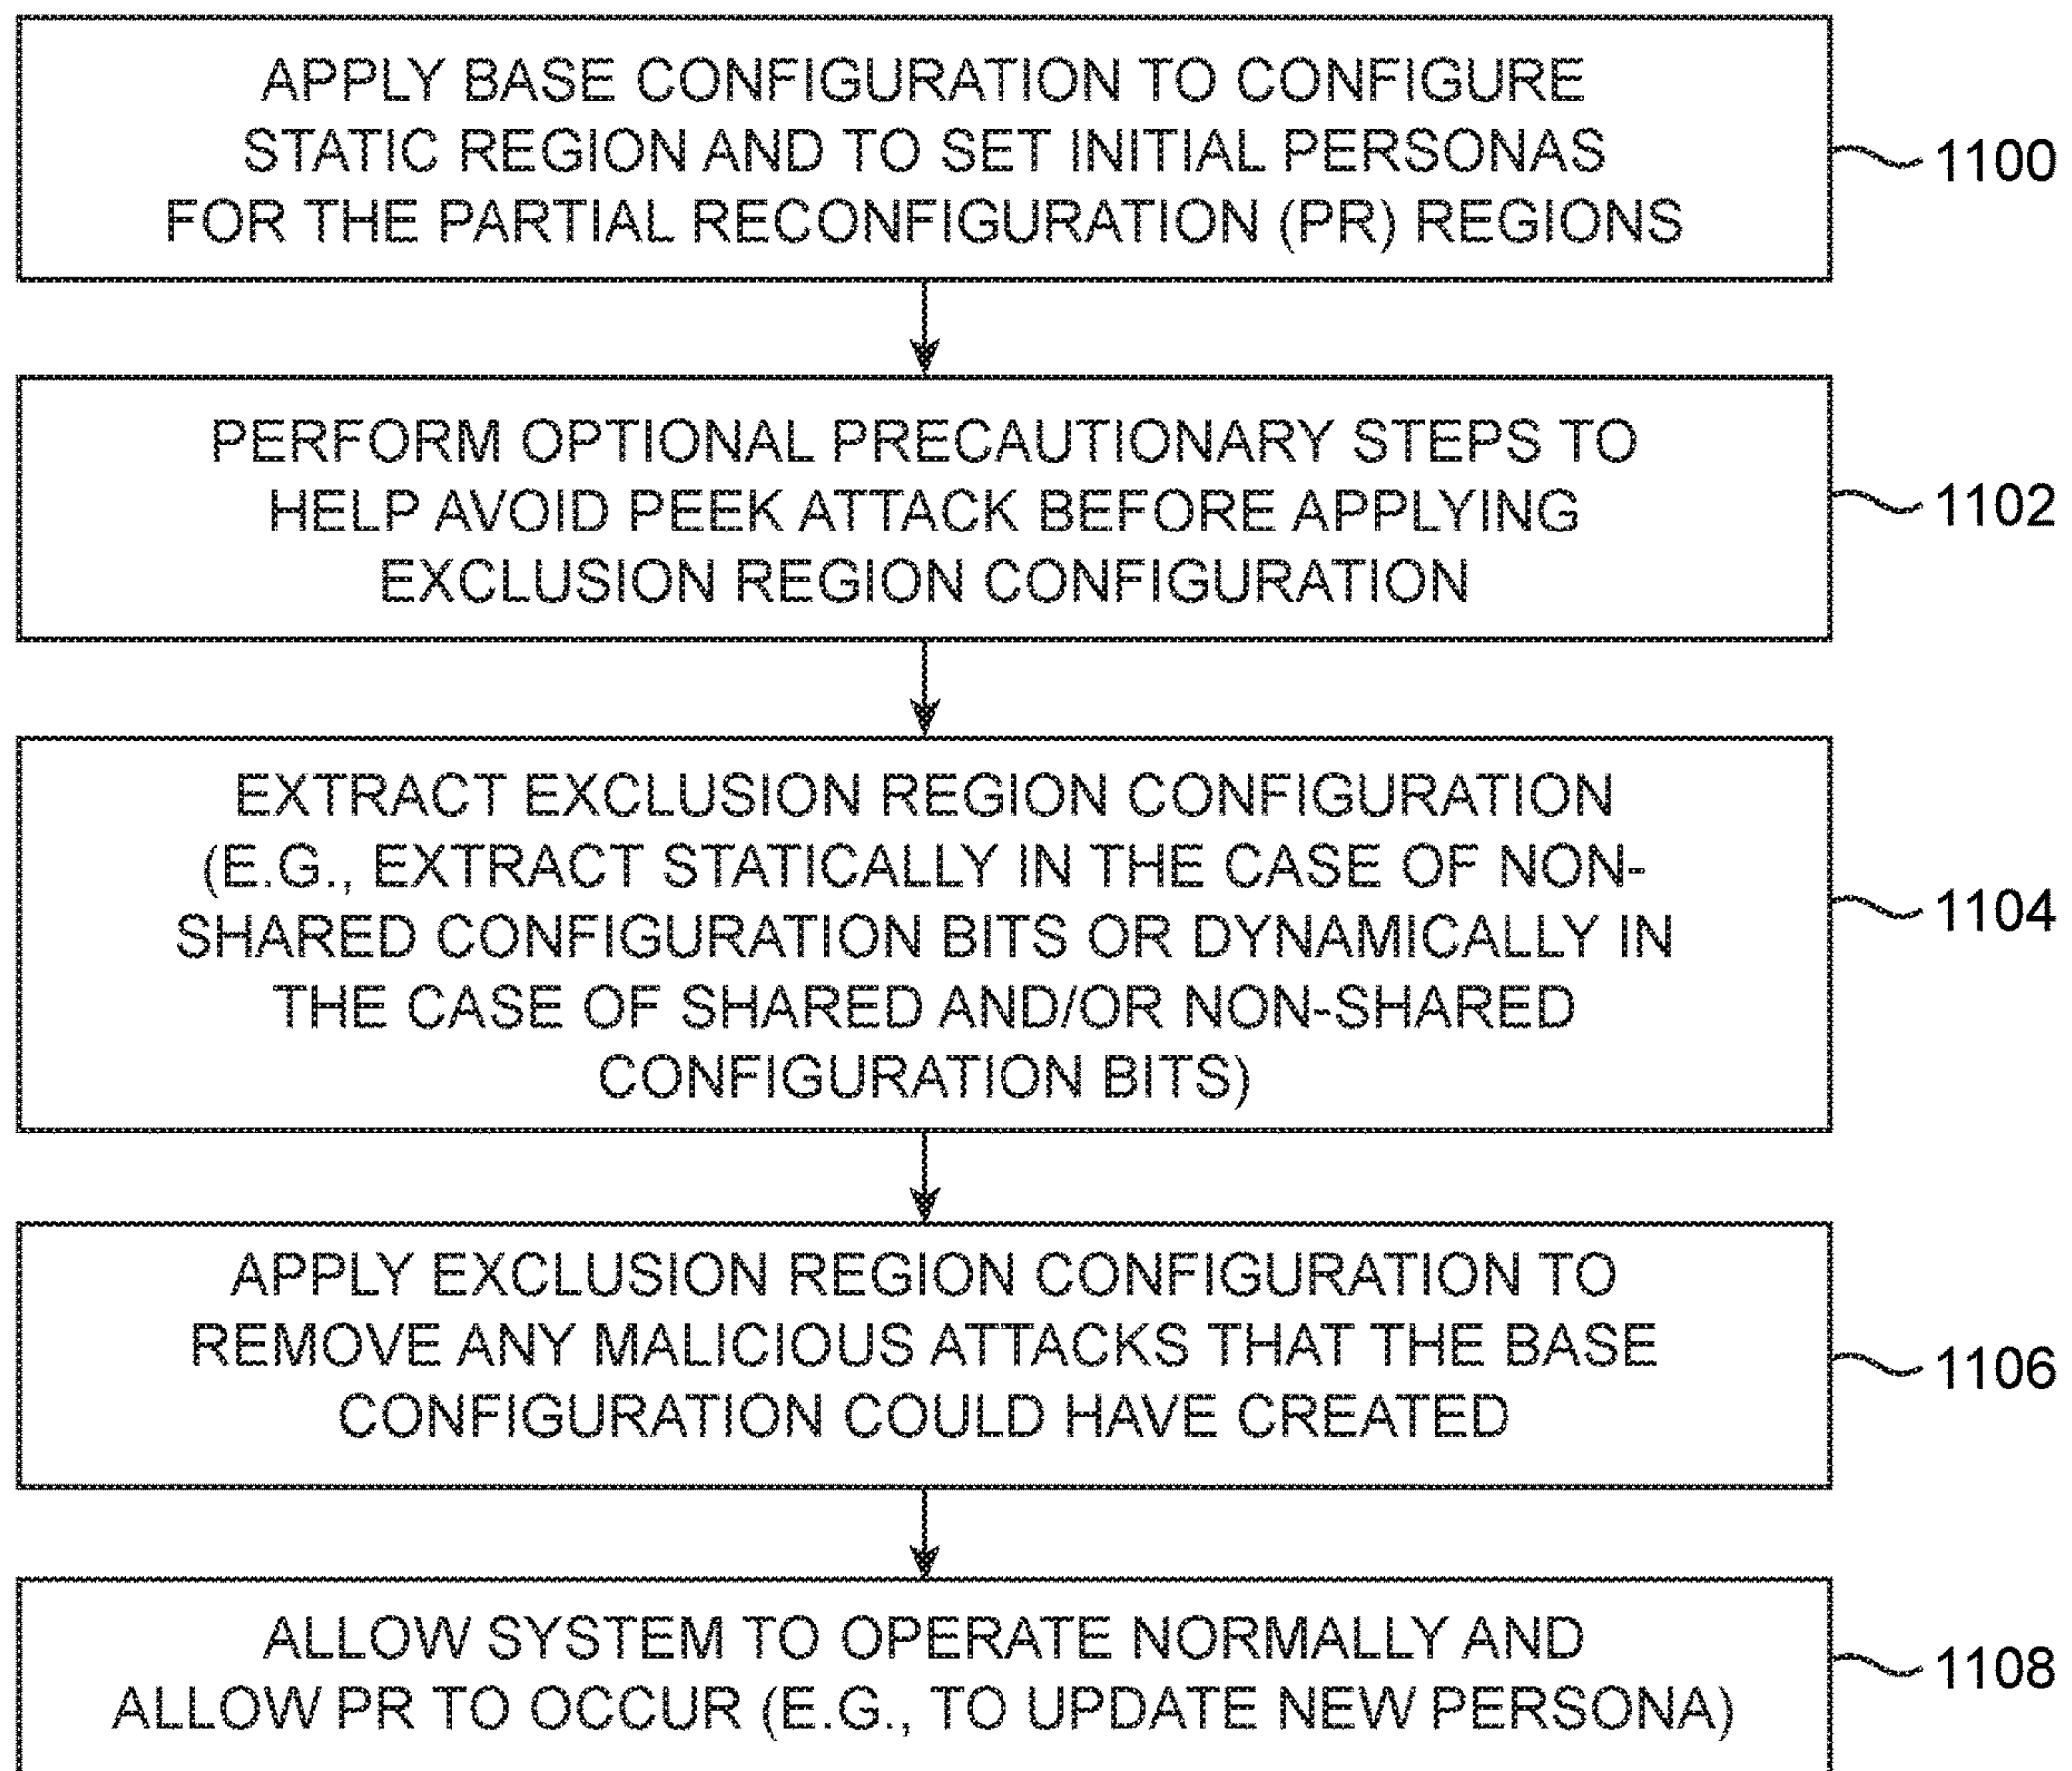 APPLY BASE CONFIGURATION TO CONFIGURE
STATIC REGION AND TO SET INITIAL PERSONAS
FOR THE PARTIAL RECONFIGURATION (PR) REGIONS
1100
PERFORM OPTIONAL PRECAUTIONARY STEPS TO
HELP AVOID PEEK ATTACK BEFORE APPLYING
EXCLUSION REGION CONFIGURATION
1102
EXTRACT EXCLUSION REGION CONFIGURATION
(E.G., EXTRACT STATICALLY IN THE CASE OF NON-
SHARED CONFIGURATION BITS OR DYNAMICALLY IN
THE CASE OF SHARED AND/OR NON-SHARED
CONFIGURATION BITS)
1104
APPLY EXCLUSION REGION CONFIGURATION TO
REMOVE ANY MALICIOUS ATTACKS THAT THE BASE
CONFIGURATION COULD HAVE CREATED
1106
ALLOW SYSTEM TO OPERATE NORMALLY AND
ALLOW PR TO OCCUR (E.G., TO UPDATE NEW PERSONA)
1108